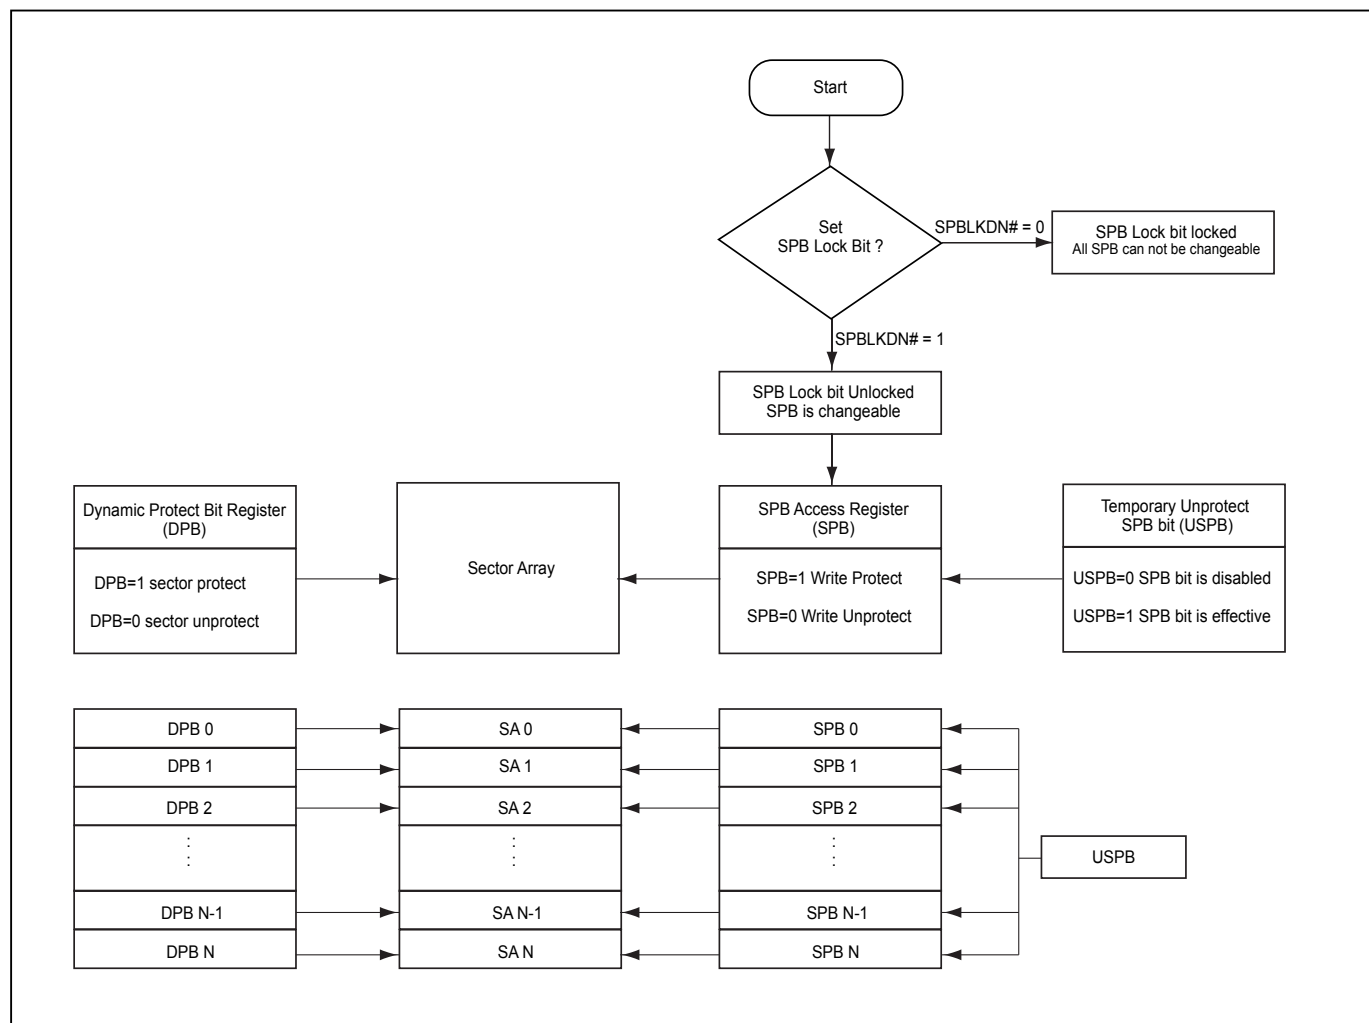 Start
Set
SPB Lock Bit ?
SPBLKDN# = 0
SPB Lock bit locked
All SPB can not be changeable
SPBLKDN# = 1
SPB Lock bit Unlocked
SPB is changeable
Dynamic Protect Bit Register
(DPB)
DPB=1 sector protect
DPB=0 sector unprotect
Sector Array
SPB Access Register
(SPB)
SPB=1 Write Protect
SPB=0 Write Unprotect
Temporary Unprotect
SPB bit (USPB)
USPB=0 SPB bit is disabled
USPB=1 SPB bit is effective
DPB 0
SA 0
SPB 0
DPB 1
SA 1
SPB 1
DPB 2
SA 2
SPB 2
USPB
DPB N-1
SA N-1
SPB N-1
DPB N
SA N
SPB N